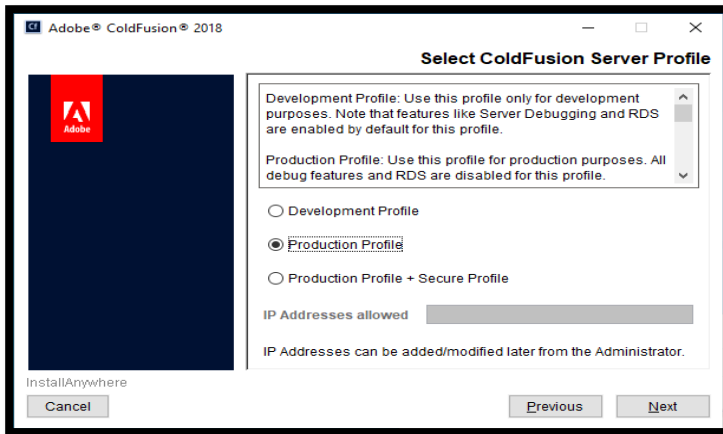 Adobe® ColdFusion® 2018
Select ColdFusion Server Profile
Adobe
Development Profile: Use this profile only for development
purposes. Note that features like Server Debugging and RDS
are enabled by default for this profile.
Production Profile: Use this profile for production purposes. All
debug features and RDS are disabled for this profile.
Development Profile
Production Profile
Production Profile + Secure Profile
IP Addresses allowed
IP Addresses can be added/modified later from the Administrator.
InstallAnywhere
Cancel
Previous
Next